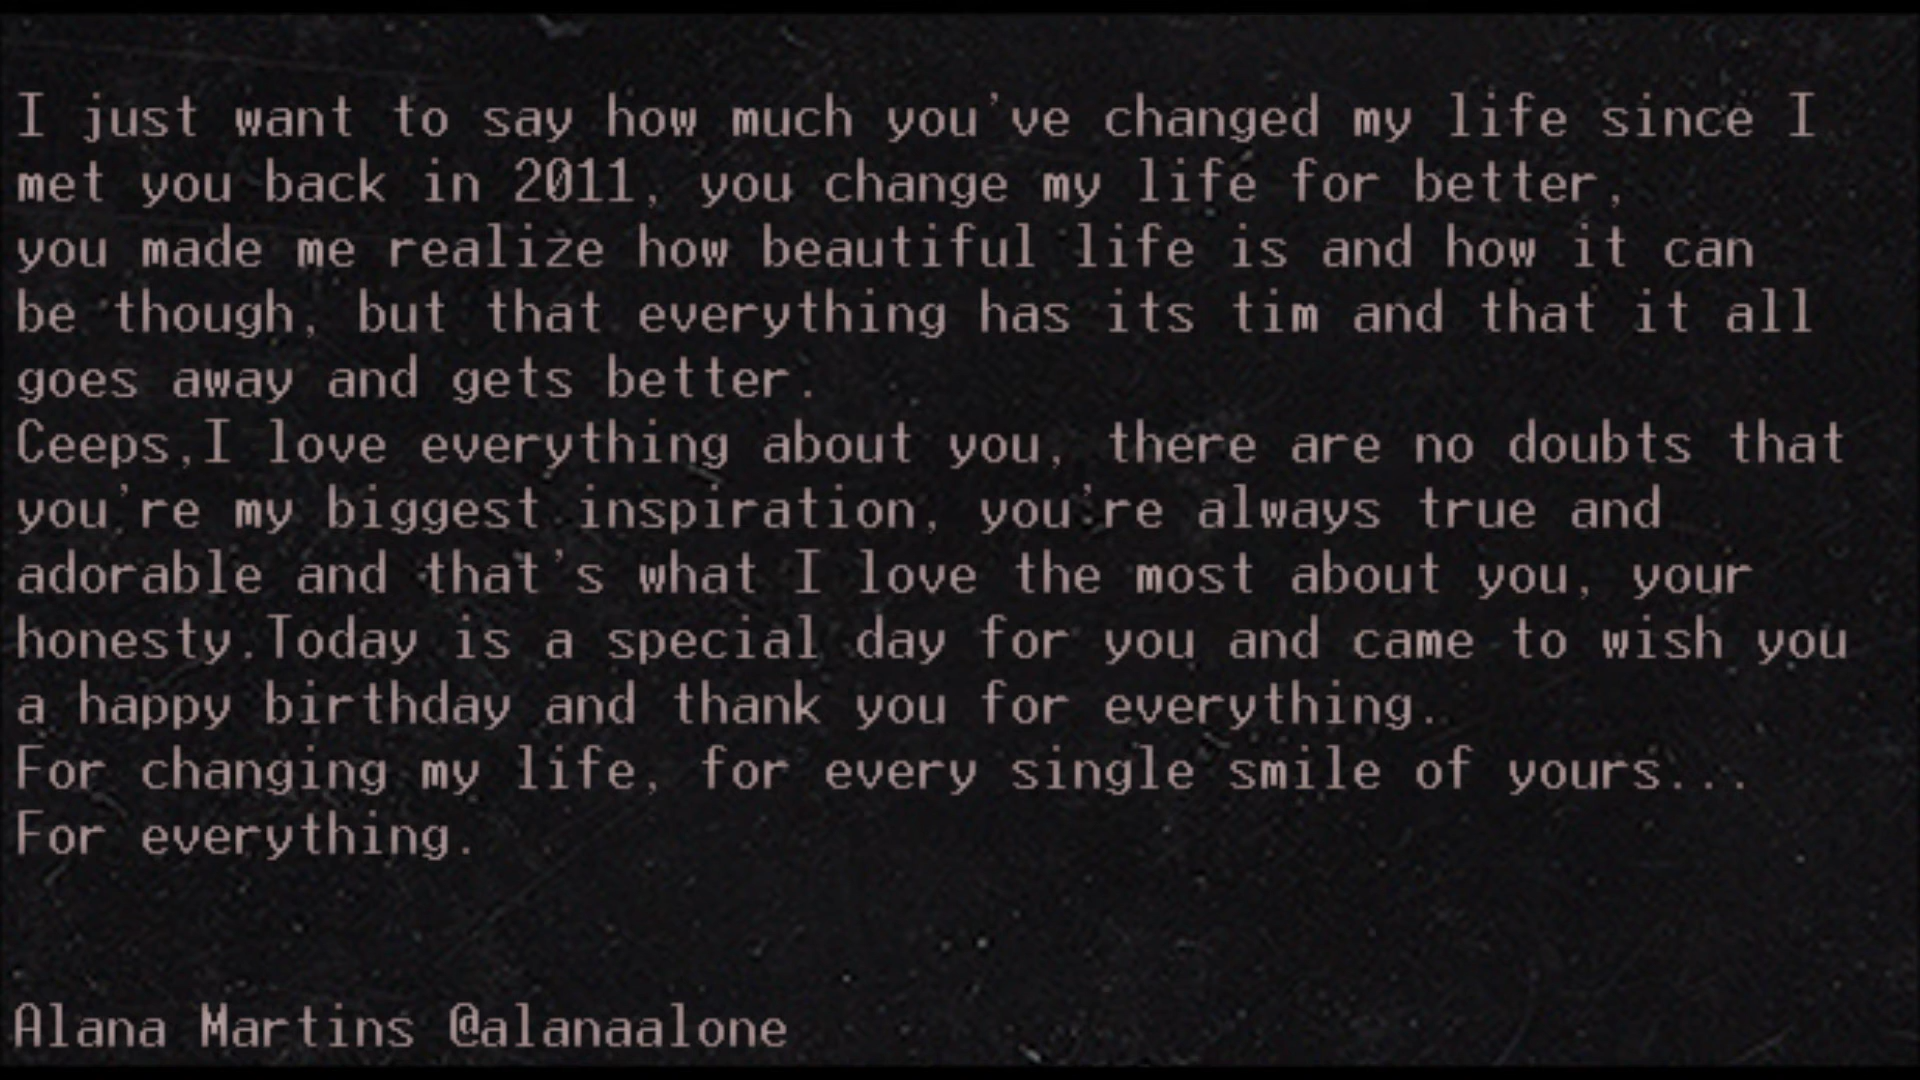 I just want to say how much you've changed my life since I
met you back in 2011, you change my life for better,
you made me realize how beautiful life is and how it can
be though, but that everything has its tim and that it all
goes away and gets better.
Ceeps,I love everything about you, there are no doubts that
you're my biggest inspiration, you're always true and
adorable and that's what I love the most about you, your
honesty.Today is a special day for you and came to wish you
a happy birthday and thank you for everything.
For changing my life, for every single smile of yours...
For everything.
Alana Martins @alanaalone